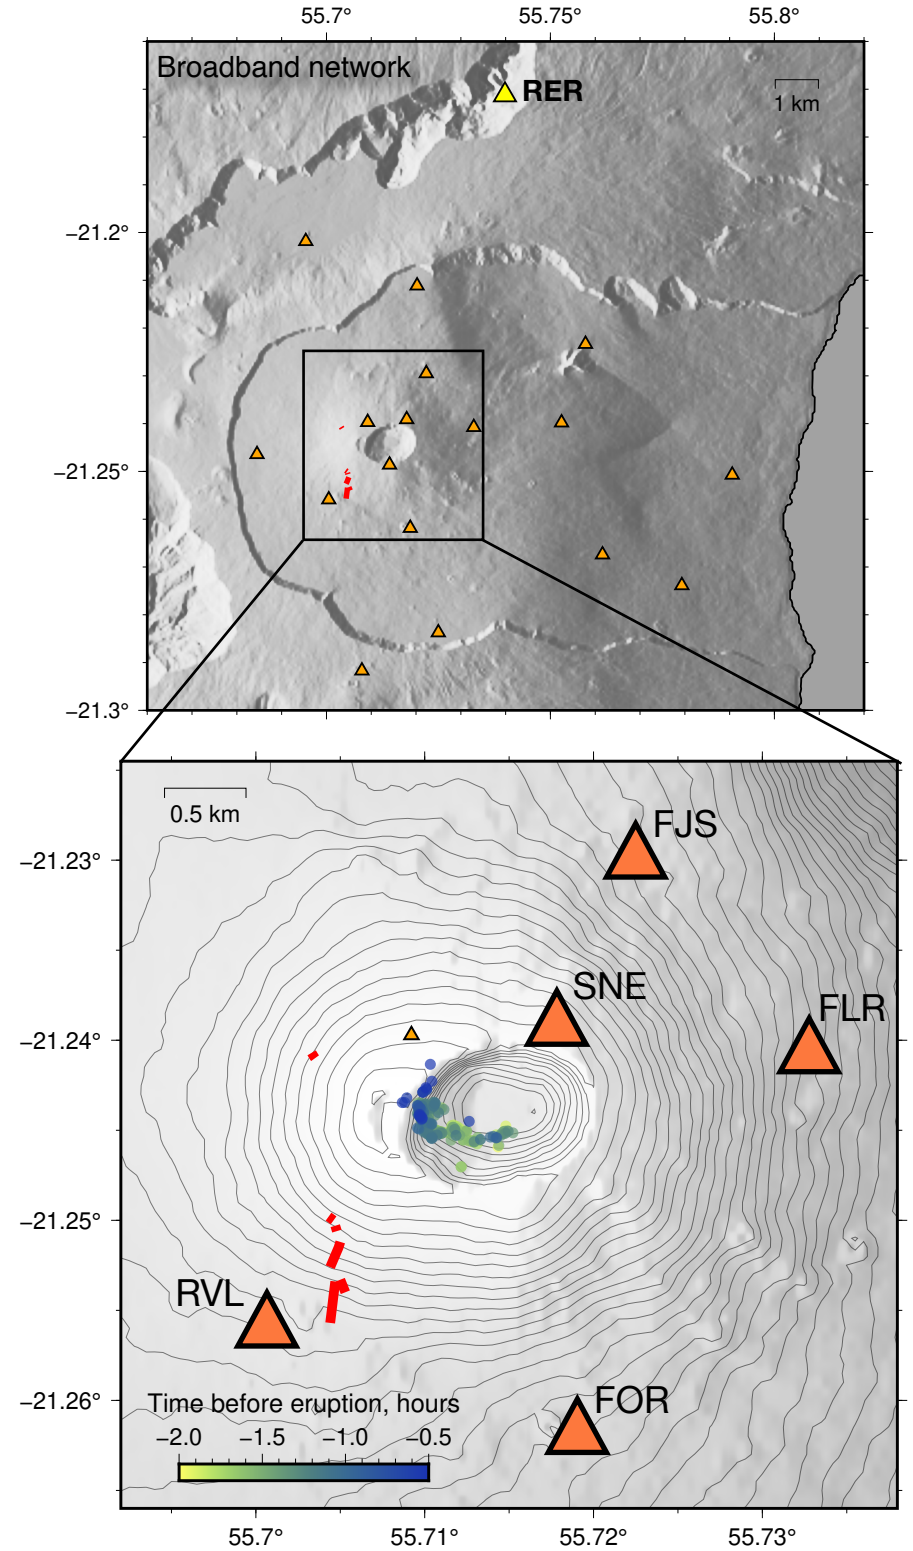 55.7° 55.75° 55.8°
Broadband network
RER
1 km
−21.2°
−21.25°
−21.3°
0.5 km
FJS
−21.23°
SNE
FLR
−21.24°
−21.25°
RVL
−21.26°
FOR
Time before eruption, hours
−2.0 −1.5 −1.0 −0.5
55.7° 55.71° 55.72° 55.73°